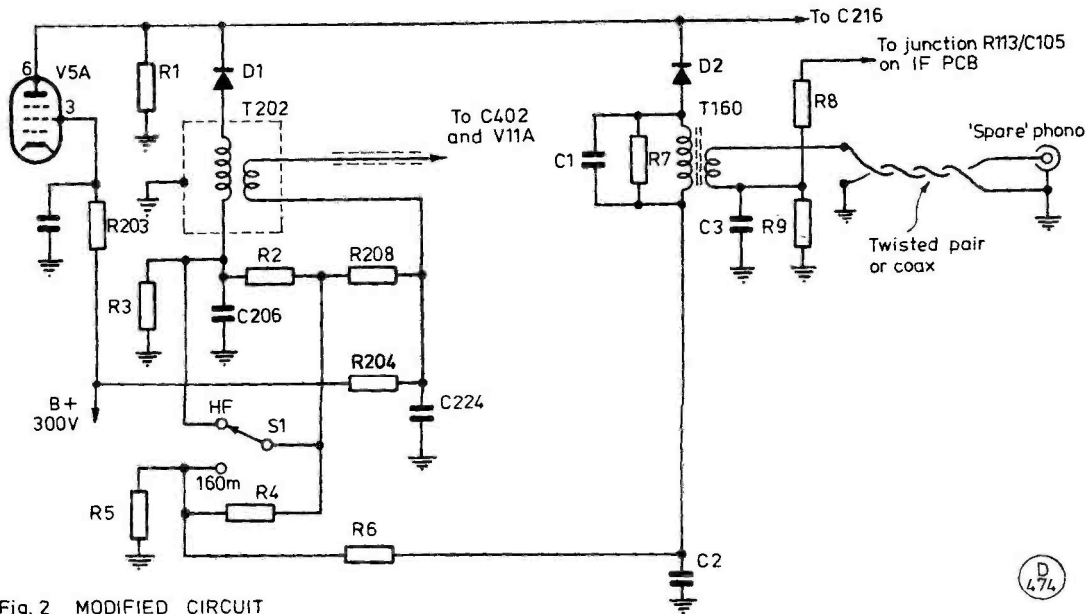 To C216
To junction R113/C105
on IF PCB
6
V5A
3
R1
D1
D2
R8
T202
T160
'Spare' phono
To C402
and V11A
C1
R7
R203
C3
R9
R2
R208
Twisted pair
or coax
R3
C206
R204
B+
300V
HF
S1
C224
160m
R4
R5
R6
C2
D
474
Fig. 2 MODIFIED CIRCUIT